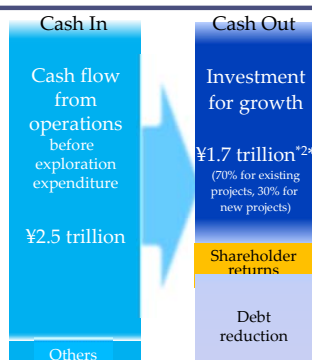 Cash In
Cash flow
from
operations
before
exploration
expenditure
¥2.5 trillion
Others
Cash Out
Investment
for growth
¥1.7 trillion*2*
(70% for existing
projects, 30% for
new projects)
Shareholder
returns
Debt
reduction